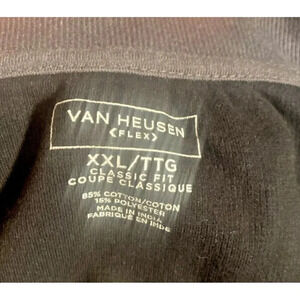 VAN HEUSEN
<FLEX>
XXL/TTG
CLASSIC FIT
COUPE CLASSIQUE
85% COTTON/COTON
15% POLYESTER
MADE IN INDIA
FABRIQUE EN INDE